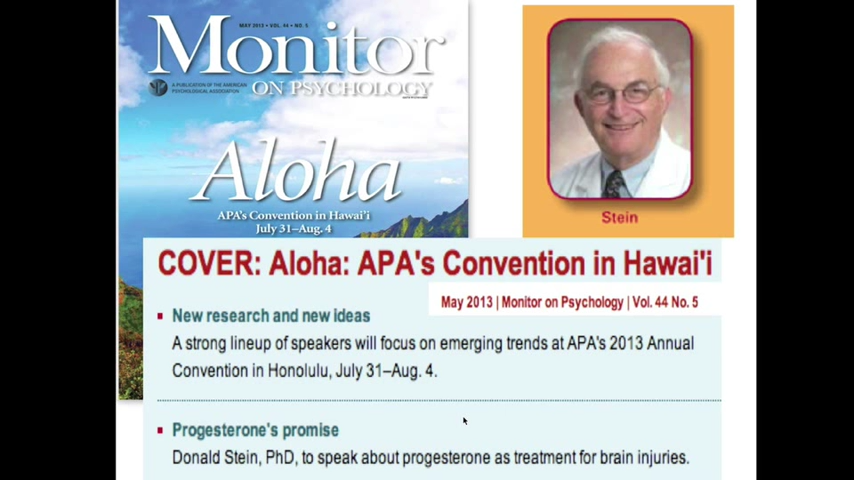 MAY 2013 • VOL. 44 • NO. 5
Monitor
A PUBLICATION OF THE AMERICAN
PSYCHOLOGICAL ASSOCIATION
ON PSYCHOLOGY
Aloha
APA's Convention in Hawai'i
July 31–Aug. 4
Stein
COVER: Aloha: APA's Convention in Hawai'i
May 2013 | Monitor on Psychology | Vol. 44 No. 5
New research and new ideas
A strong lineup of speakers will focus on emerging trends at APA's 2013 Annual
Convention in Honolulu, July 31–Aug. 4.
Progesterone's promise
Donald Stein, PhD, to speak about progesterone as treatment for brain injuries.